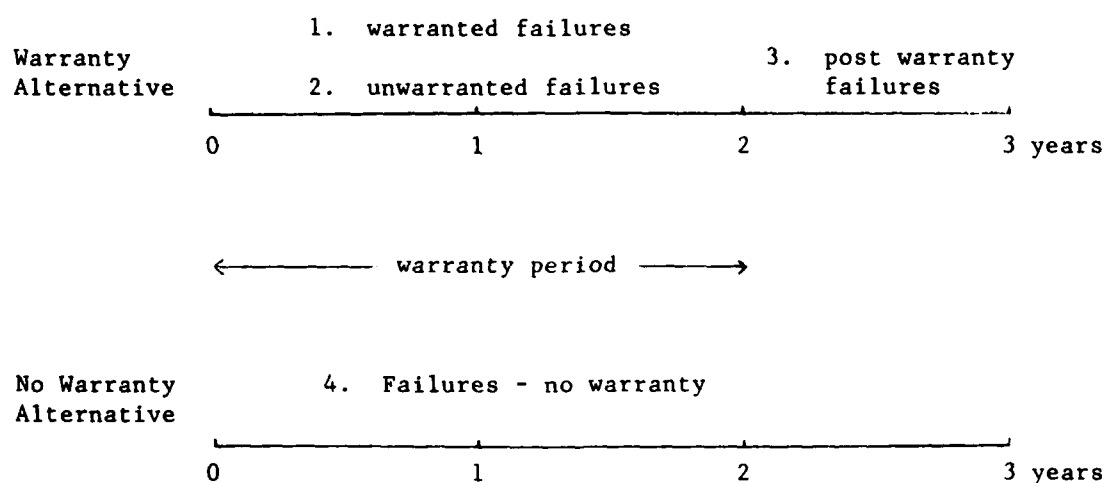 1. warranted failures
Warranty
Alternative
2. unwarranted failures
3. post warranty
failures
0 1 2 3 years
warranty period
No Warranty
Alternative
4. Failures - no warranty
0 1 2 3 years